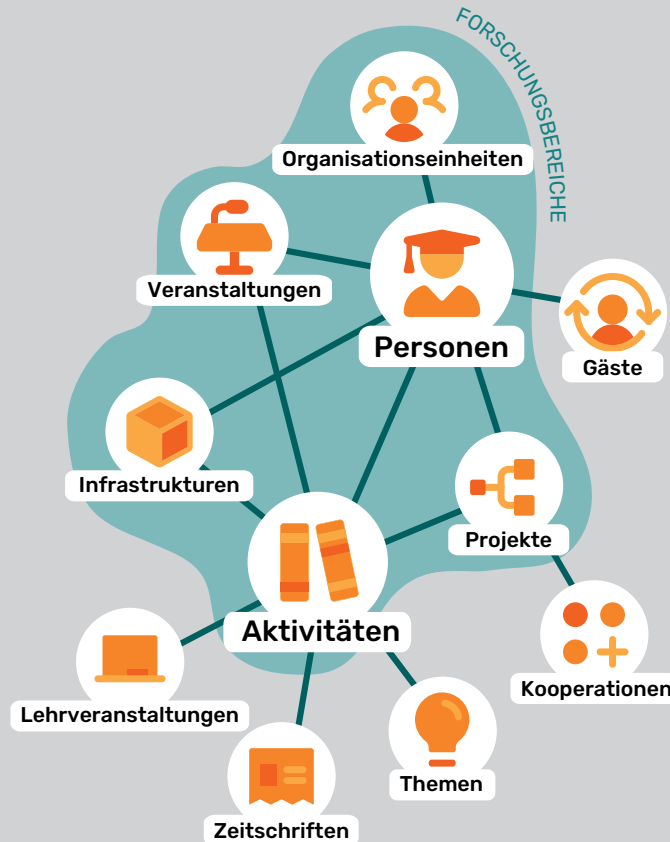 FORSCHUNGSBEREICHE
Organisationseinheiten
Veranstaltungen
Personen
Gäste
Infrastrukturen
Projekte
Aktivitäten
Kooperationen
Lehrveranstaltungen
Themen
Zeitschriften